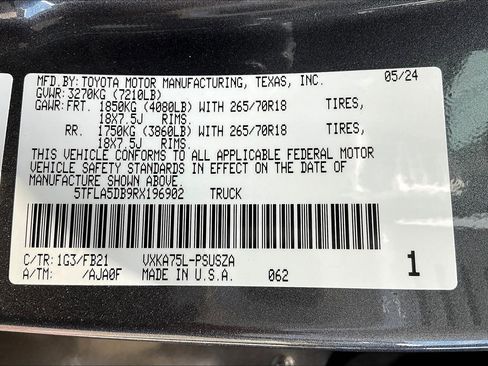 MFD.BY: TOYOTA MOTOR MANUFACTURING, TEXAS, INC. 05/24
GVWR: 3270KG (7210LB)
GAWR: FRT. 1850KG (4080LB) WITH 265/70R18 TIRES,
18X7.5J RIMS.
RR. 1750KG (3860LB) WITH 265/70R18 TIRES,
18X7.5J RIMS.
THIS VEHICLE CONFORMS TO ALL APPLICABLE FEDERAL MOTOR
VEHICLE SAFETY STANDARDS IN EFFECT ON THE DATE OF
MANUFACTURE SHOWN ABOVE.
5TFLA5DB9RX196902 TRUCK
C/TR: 1G3/FB21 VXKA75L-PSUSZA
A/TM: /AJA0F MADE IN U.S.A. 062 1